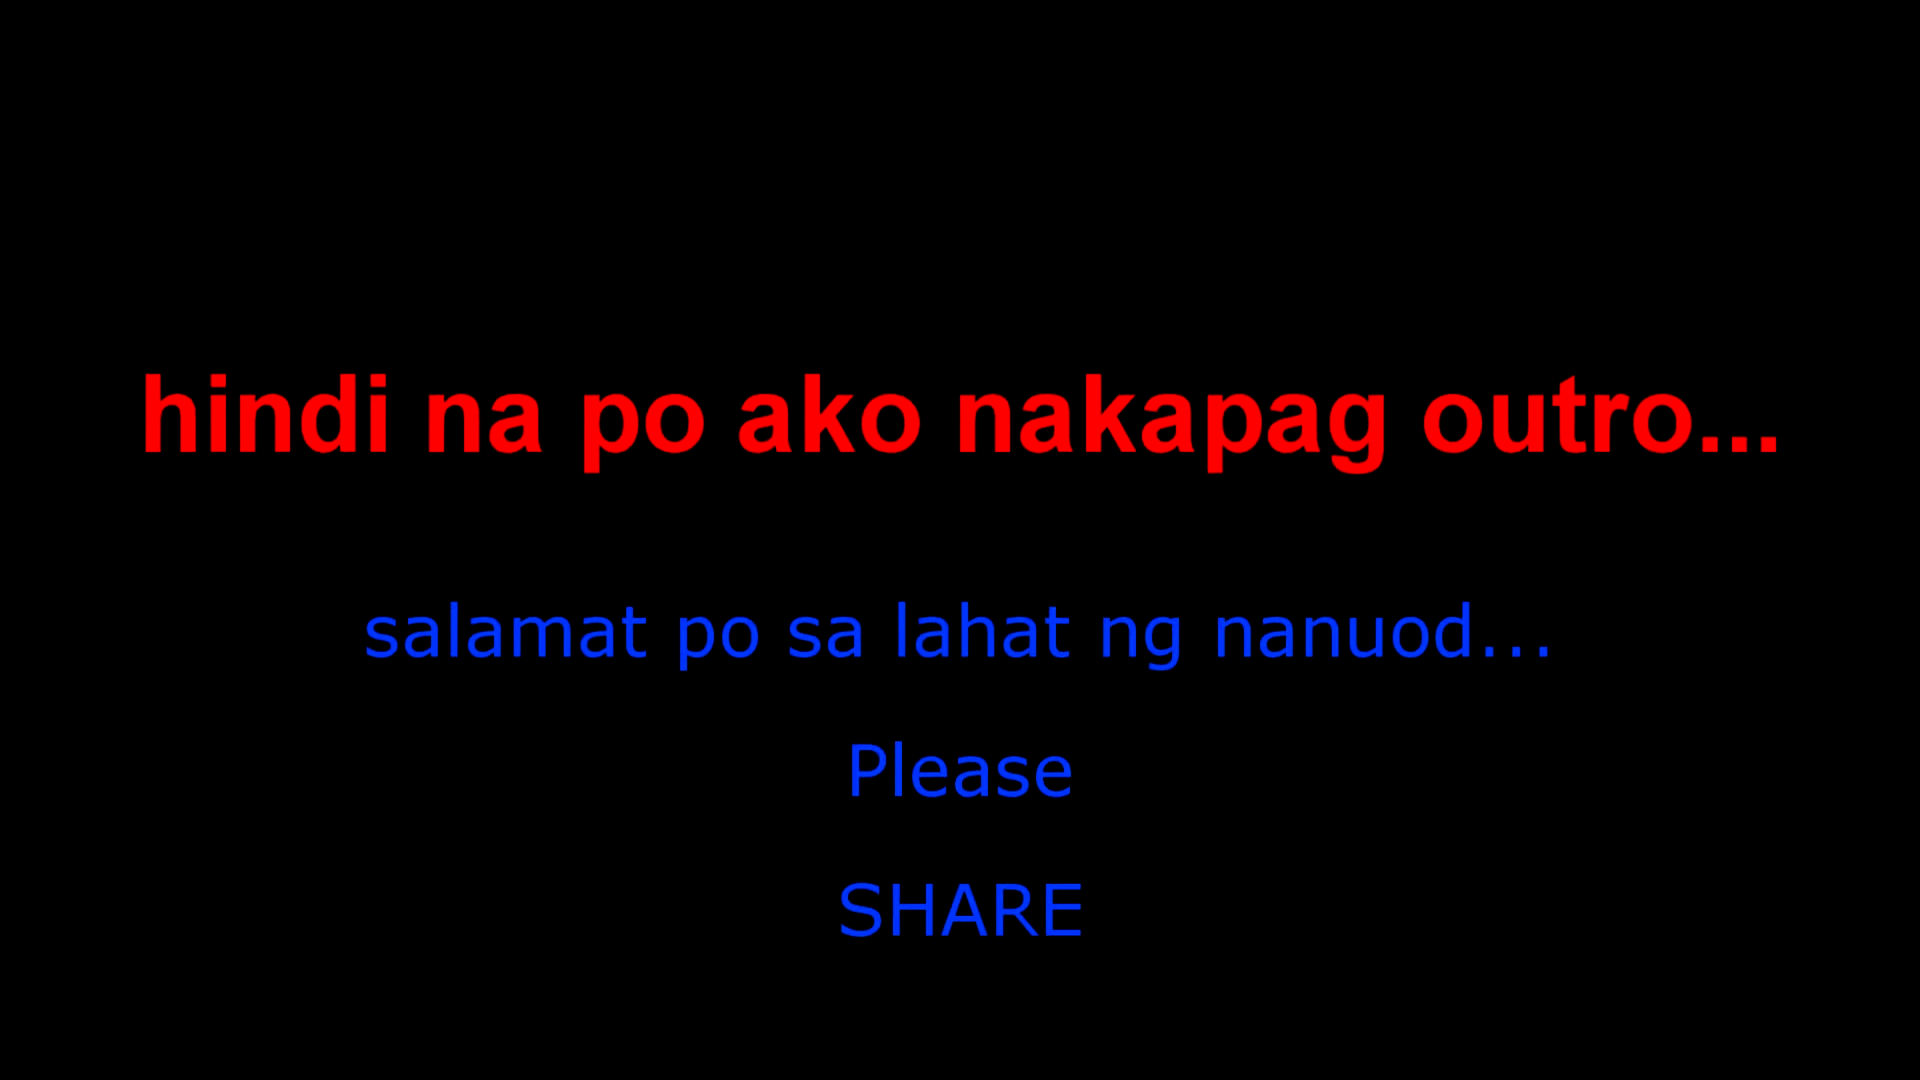 hindi na po ako nakapag outro...
salamat po sa lahat ng nanuod...
Please
SHARE